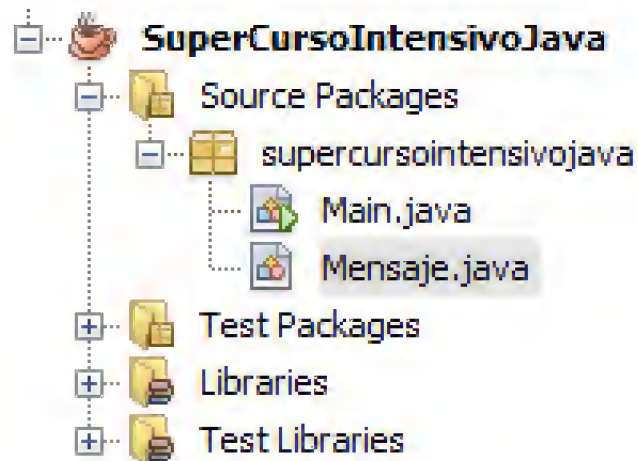 SuperCursoIntensivoJava
Source Packages
supercursointensivojava
Main.java
Mensaje.java
Test Packages
Libraries
Test Libraries